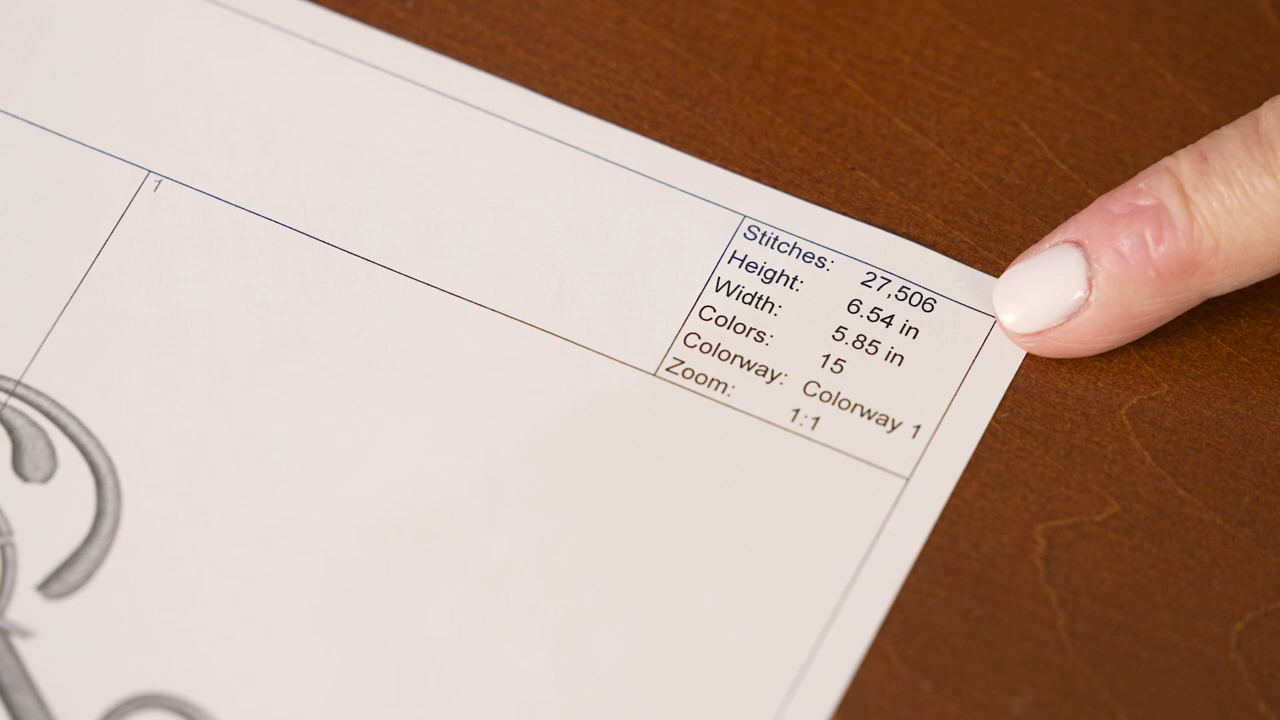 1
Stitches: 27,506
Height: 6.54 in
Width: 5.85 in
Colors: 15
Colorway: Colorway 1
Zoom: 1:1